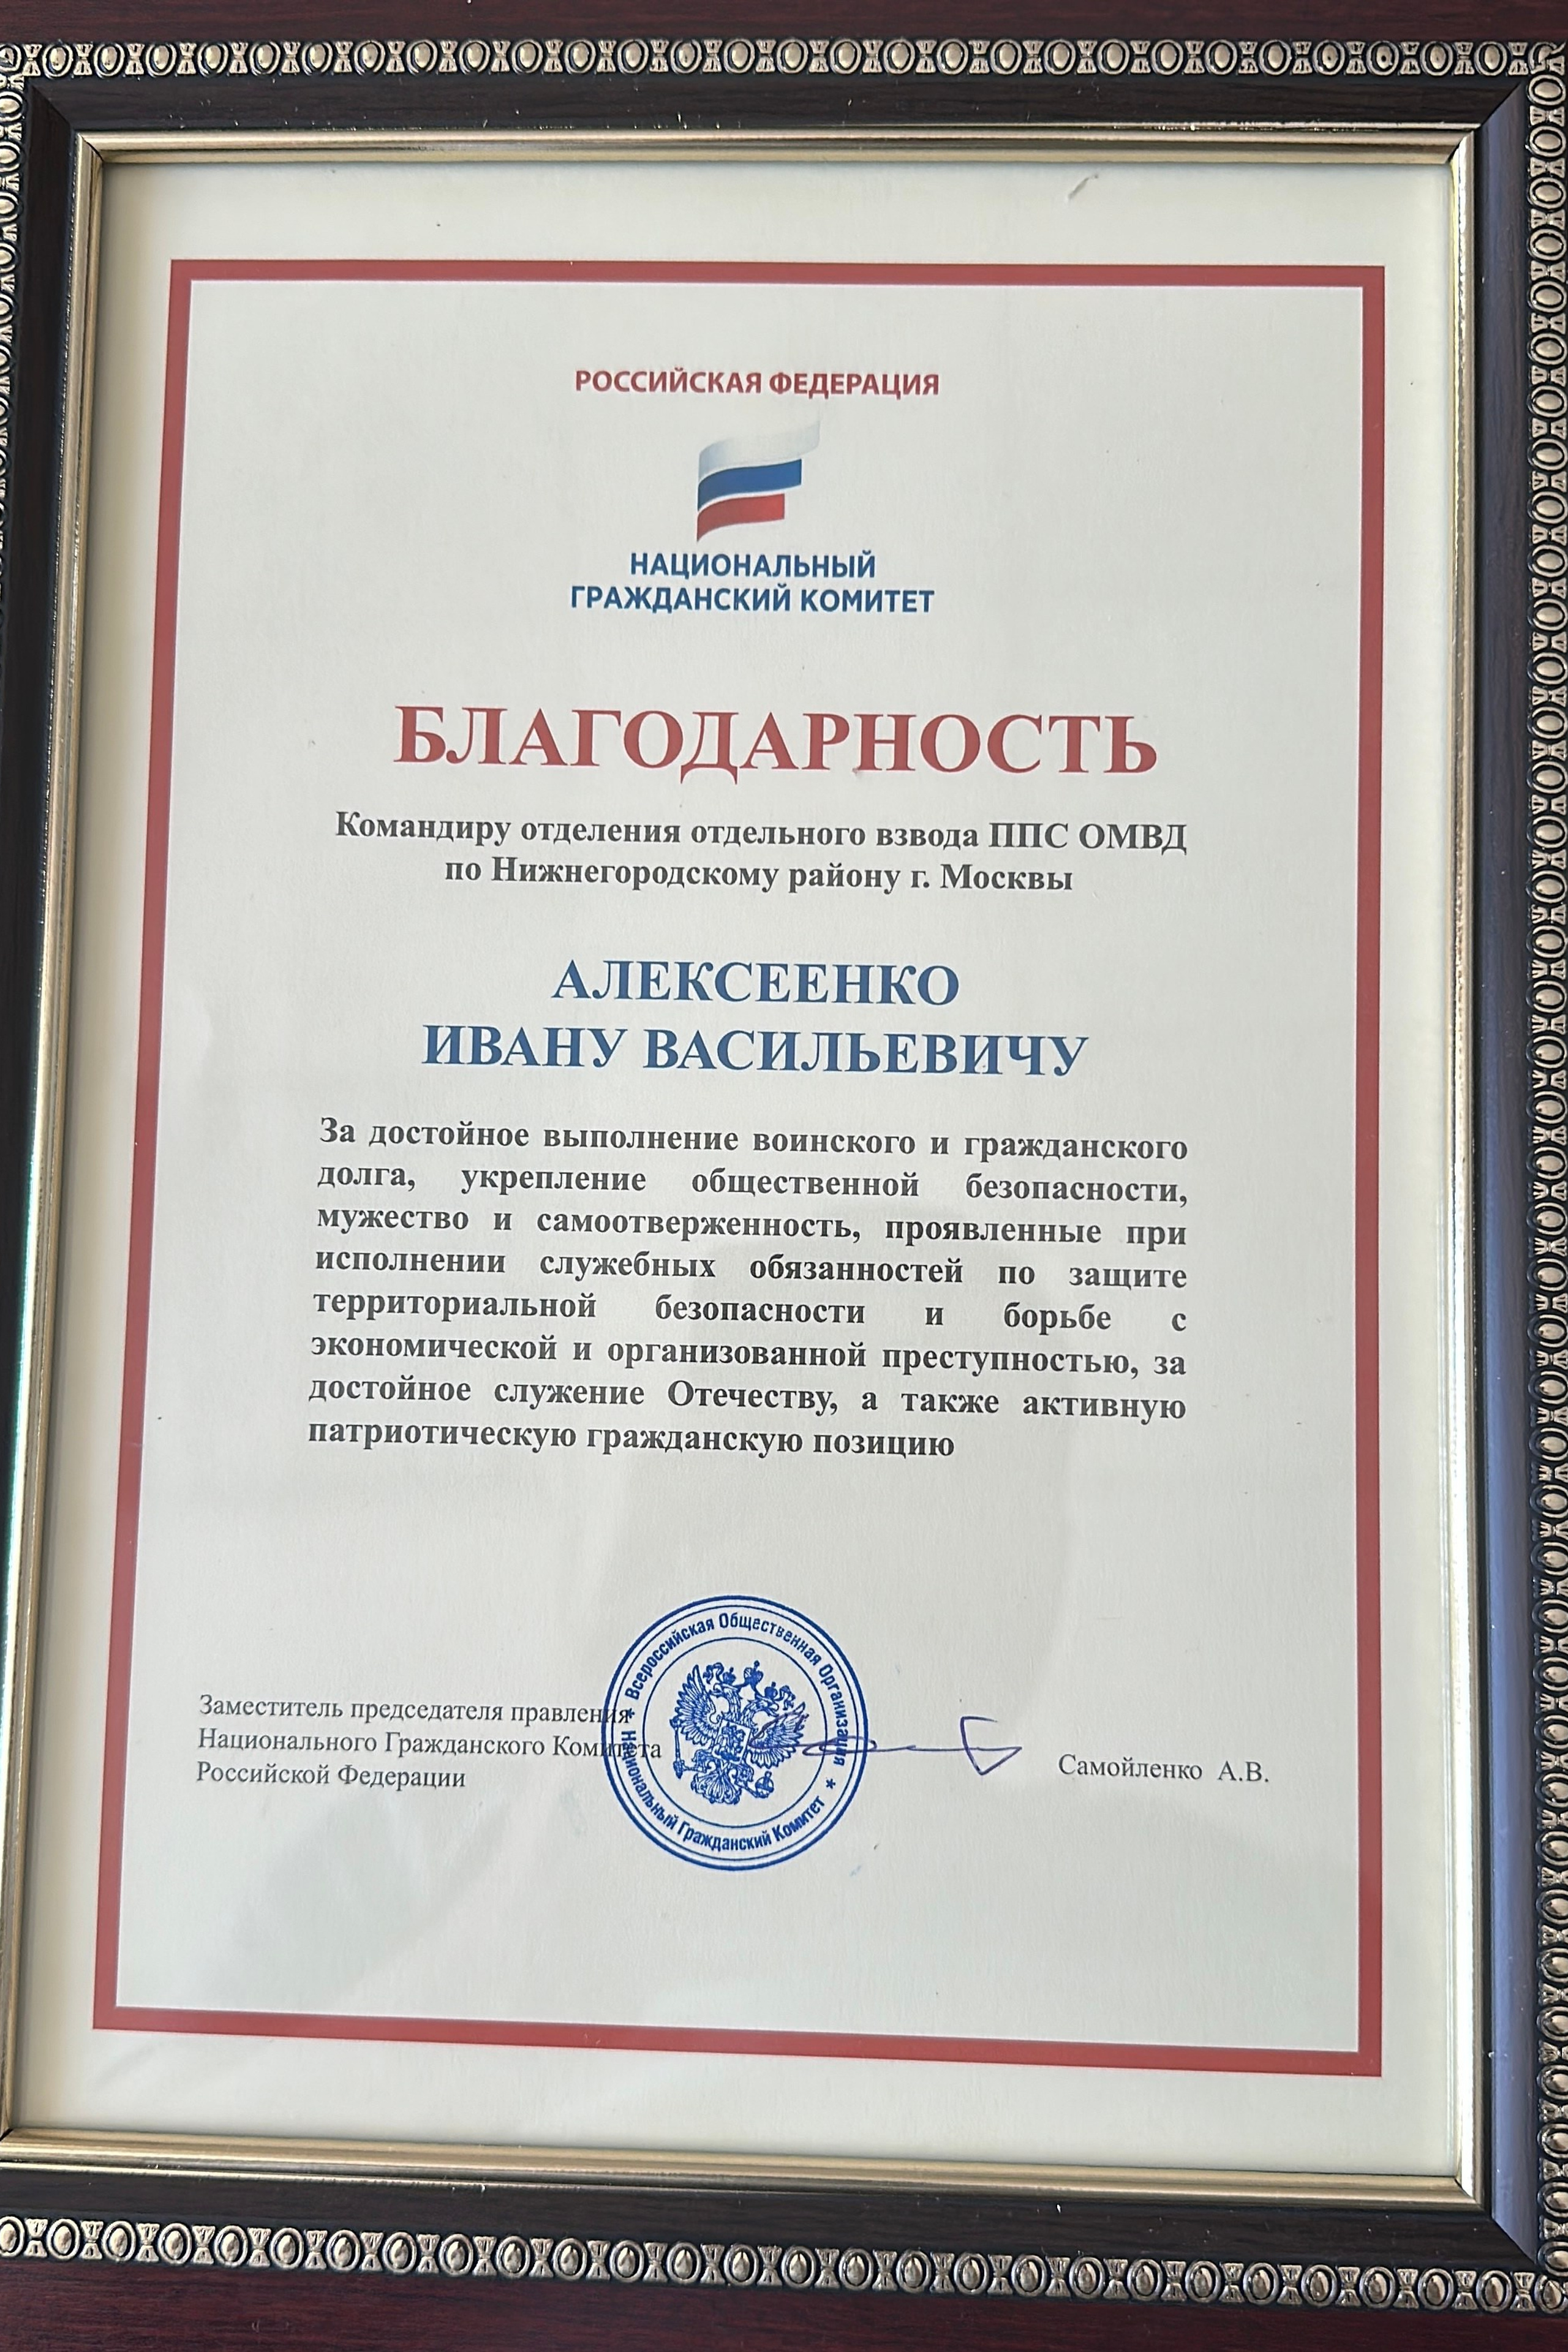 РОССИЙСКАЯ ФЕДЕРАЦИЯ
НАЦИОНАЛЬНЫЙ
ГРАЖДАНСКИЙ КОМИТЕТ
БЛАГОДАРНОСТЬ
Командиру отделения отдельного взвода ППС ОМВД
по Нижнегородскому району г. Москвы
АЛЕКСЕЕНКО
ИВАНУ ВАСИЛЬЕВИЧУ
За достойное выполнение воинского и гражданского
долга, укрепление общественной безопасности,
мужество и самоотверженность, проявленные при
исполнении служебных обязанностей по защите
территориальной безопасности и борьбе с
экономической и организованной преступностью, за
достойное служение Отечеству, а также активную
патриотическую гражданскую позицию
Заместитель председателя правления
Национального Гражданского Комитета
Российской Федерации
Всероссийская Общественная Организация
* Национальный Гражданский Комитет *
Самойленко А.В.